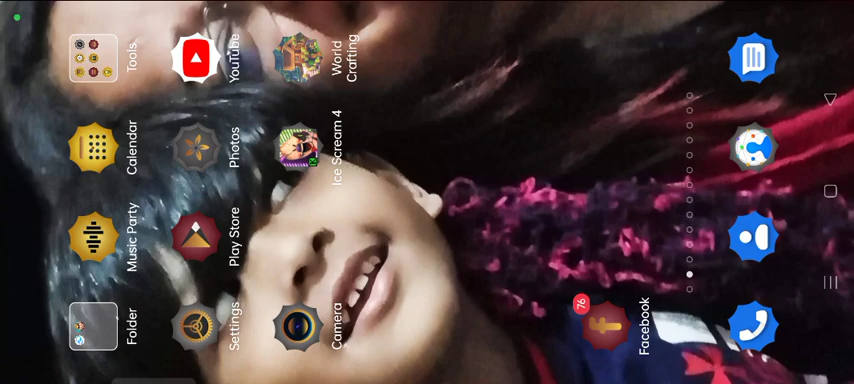 Folder
Music Party
Calendar
Tools
Settings
Play Store
Photos
YouTube
Camera
Ice Scream 4
World
Crafting
76
Facebook